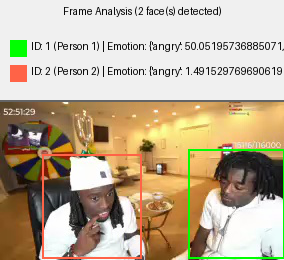 Frame Analysis (2 face(s) detected)
ID: 1 (Person 1) | Emotion: {'angry': 50.05195736885071,
ID: 2 (Person 2) | Emotion: {'angry': 1.491529769690619
52:51:29
/116000